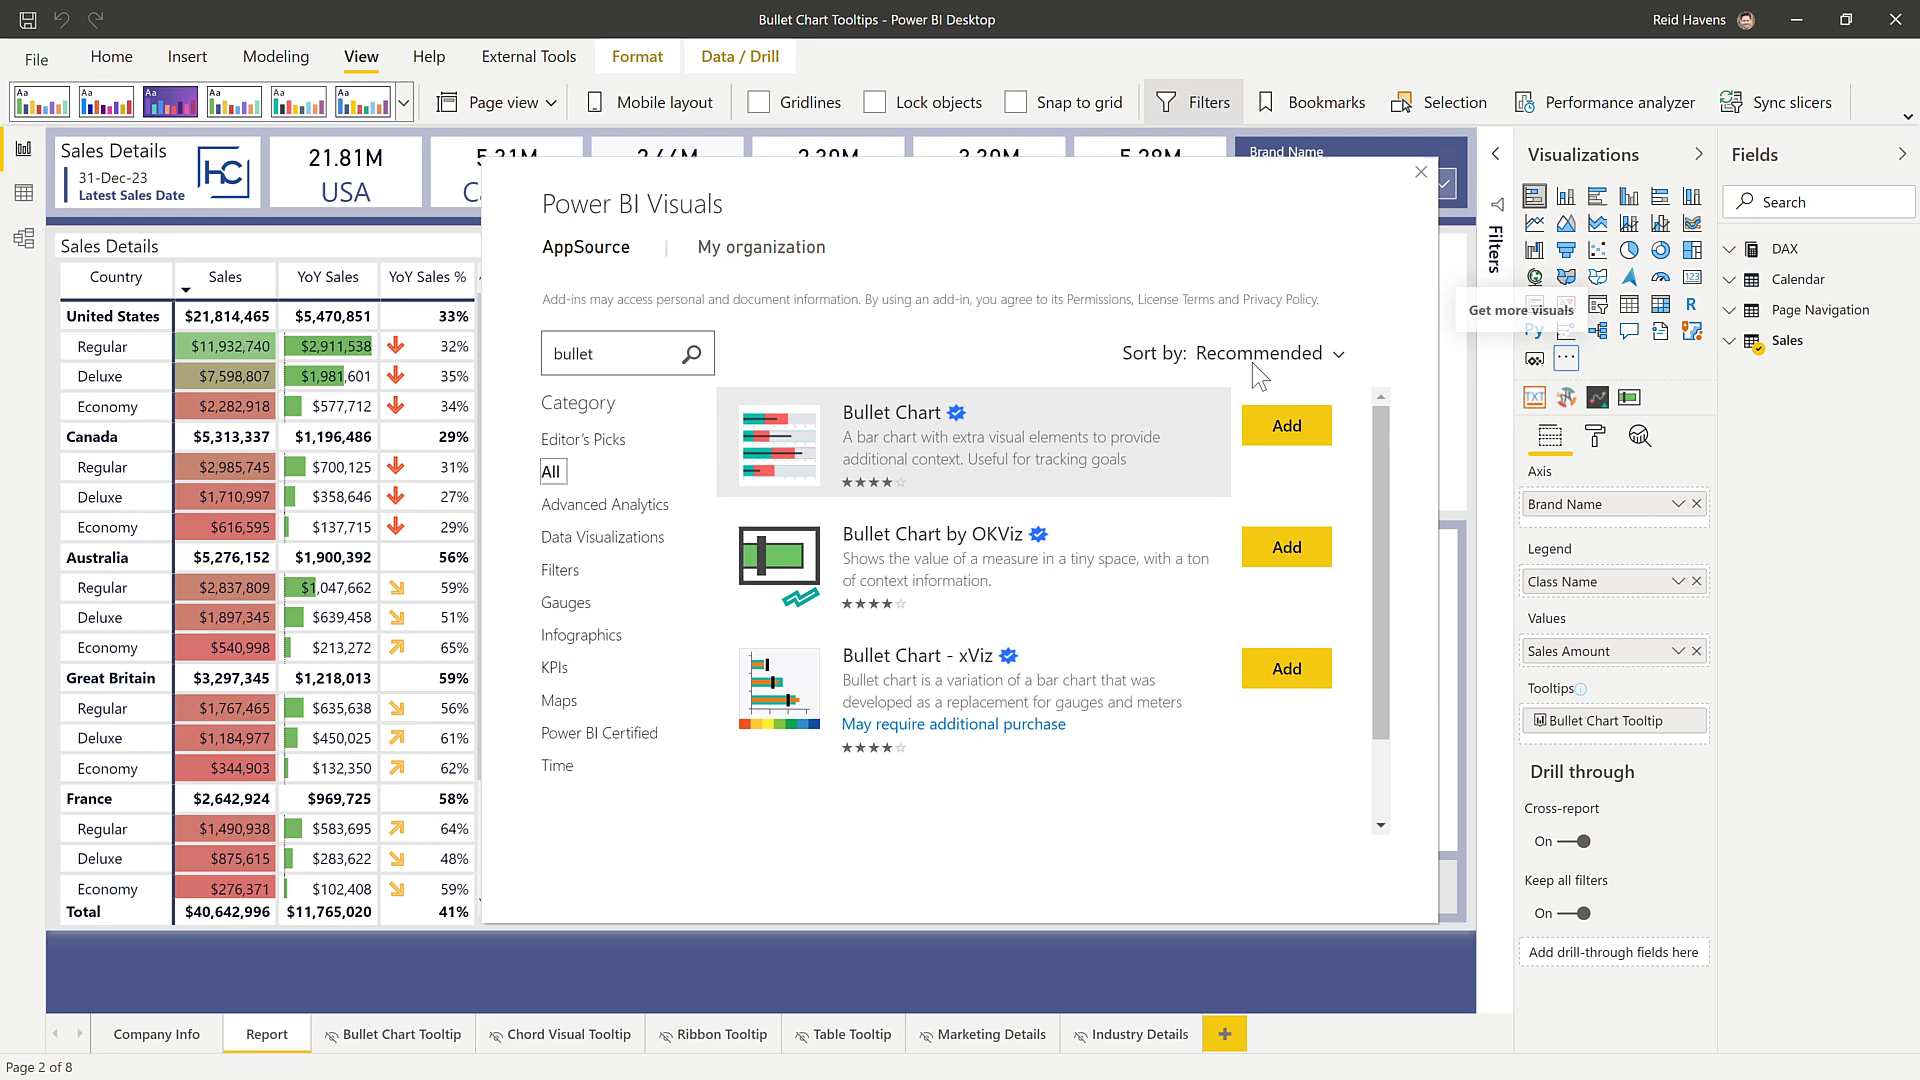 Bullet Chart Tooltips - Power BI Desktop
Reid Havens
File
Home
Insert
Modeling
View
Help
External Tools
Format
Data / Drill
Aa
Aa
Aa
Aa
Aa
Aa
Page view
Mobile layout
Gridlines
Lock objects
Snap to grid
Filters
Bookmarks
Selection
Performance analyzer
Sync slicers
Sales Details
31-Dec-23
Latest Sales Date
21.81M
USA
Brand Name
Sales Details
Country Sales YoY Sales YoY Sales %
United States $21,814,465 $5,470,851 33%
Regular $11,932,740 $2,911,538 32%
Deluxe $7,598,807 $1,981,601 35%
Economy $2,282,918 $577,712 34%
Canada $5,313,337 $1,196,486 29%
Regular $2,985,745 $700,125 31%
Deluxe $1,710,997 $358,646 27%
Economy $616,595 $137,715 29%
Australia $5,276,152 $1,900,392 56%
Regular $2,837,809 $1,047,662 59%
Deluxe $1,897,345 $639,458 51%
Economy $540,998 $213,272 65%
Great Britain $3,297,345 $1,218,013 59%
Regular $1,767,465 $635,638 56%
Deluxe $1,184,977 $450,025 61%
Economy $344,903 $132,350 62%
France $2,642,924 $969,725 58%
Regular $1,490,938 $583,695 64%
Deluxe $875,615 $283,622 48%
Economy $276,371 $102,408 59%
Total $40,642,996 $11,765,020 41%
Power BI Visuals
AppSource | My organization
Add-ins may access personal and document information. By using an add-in, you agree to its Permissions, License Terms and Privacy Policy.
bullet
Sort by: Recommended
Category
Editor's Picks
All
Advanced Analytics
Data Visualizations
Filters
Gauges
Infographics
KPIs
Maps
Power BI Certified
Time
Bullet Chart
A bar chart with extra visual elements to provide
additional context. Useful for tracking goals
Add
Bullet Chart by OKViz
Shows the value of a measure in a tiny space, with a ton
of context information.
Add
Bullet Chart - xViz
Bullet chart is a variation of a bar chart that was
developed as a replacement for gauges and meters
May require additional purchase
Add
Filters
Visualizations
123
Get more visuals
R
Py
TXT
Axis
Brand Name
Legend
Class Name
Values
Sales Amount
Tooltips
Bullet Chart Tooltip
Drill through
Cross-report
On
Keep all filters
On
Add drill-through fields here
Fields
Search
DAX
Calendar
Page Navigation
Sales
Company Info
Report
Bullet Chart Tooltip
Chord Visual Tooltip
Ribbon Tooltip
Table Tooltip
Marketing Details
Industry Details
+
Page 2 of 8